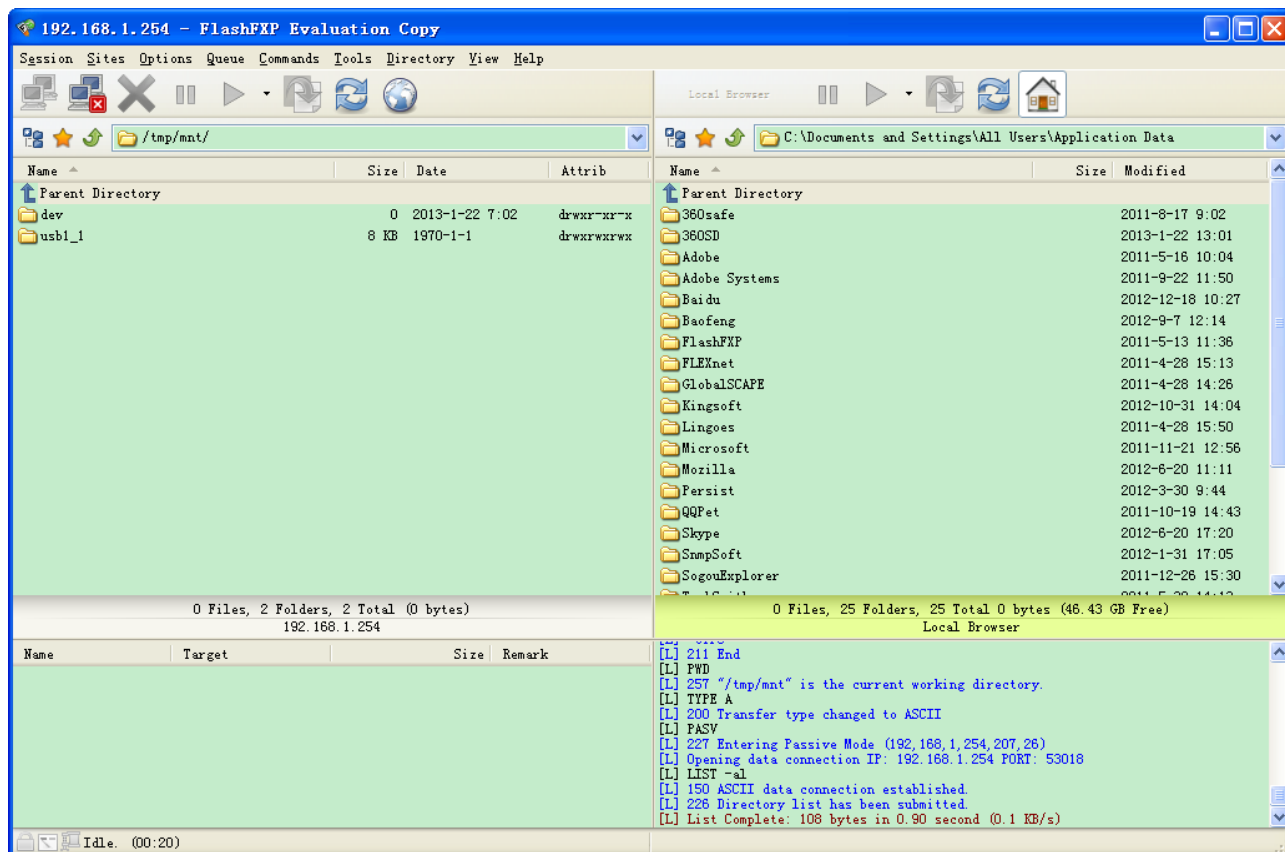 192.168.1.254 - FlashFXP Evaluation Copy
Session Sites Options Queue Commands Tools Directory View Help
Local Browser
/tmp/mnt/
C:\Documents and Settings\All Users\Application Data
Name Size Date Attrib
Parent Directory
dev 0 2013-1-22 7:02 drwxr-xr-x
usb1_1 8 KB 1970-1-1 drwxrwxrwx
0 Files, 2 Folders, 2 Total (0 bytes)
192.168.1.254
Name Size Modified
Parent Directory
360safe 2011-8-17 9:02
360SD 2013-1-22 13:01
Adobe 2011-5-16 10:04
Adobe Systems 2011-9-22 11:50
Baidu 2012-12-18 10:27
Baofeng 2012-9-7 12:14
FlashFXP 2011-5-13 11:36
FLEXnet 2011-4-28 15:13
GlobalSCAPE 2011-4-28 14:26
Kingsoft 2012-10-31 14:04
Lingoes 2011-4-28 15:50
Microsoft 2011-11-21 12:56
Mozilla 2012-6-20 11:11
Persist 2012-3-30 9:44
QQPet 2011-10-19 14:43
Skype 2012-6-20 17:20
SnmpSoft 2012-1-31 17:05
SogouExplorer 2011-12-26 15:30
0 Files, 25 Folders, 25 Total 0 bytes (46.43 GB Free)
Local Browser
Name Target Size Remark
[L] 211 End
[L] PWD
[L] 257 "/tmp/mnt" is the current working directory.
[L] TYPE A
[L] 200 Transfer type changed to ASCII
[L] PASV
[L] 227 Entering Passive Mode (192,168,1,254,207,26)
[L] Opening data connection IP: 192.168.1.254 PORT: 53018
[L] LIST -al
[L] 150 ASCII data connection established.
[L] 226 Directory list has been submitted.
[L] List Complete: 108 bytes in 0.90 second (0.1 KB/s)
Idle. (00:20)